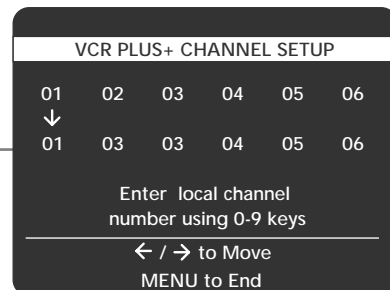 VCR PLUS+ CHANNEL SETUP
01 02 03 04 05 06
↓
01 03 03 04 05 06
Enter local channel
number using 0-9 keys
← / → to Move
MENU to End